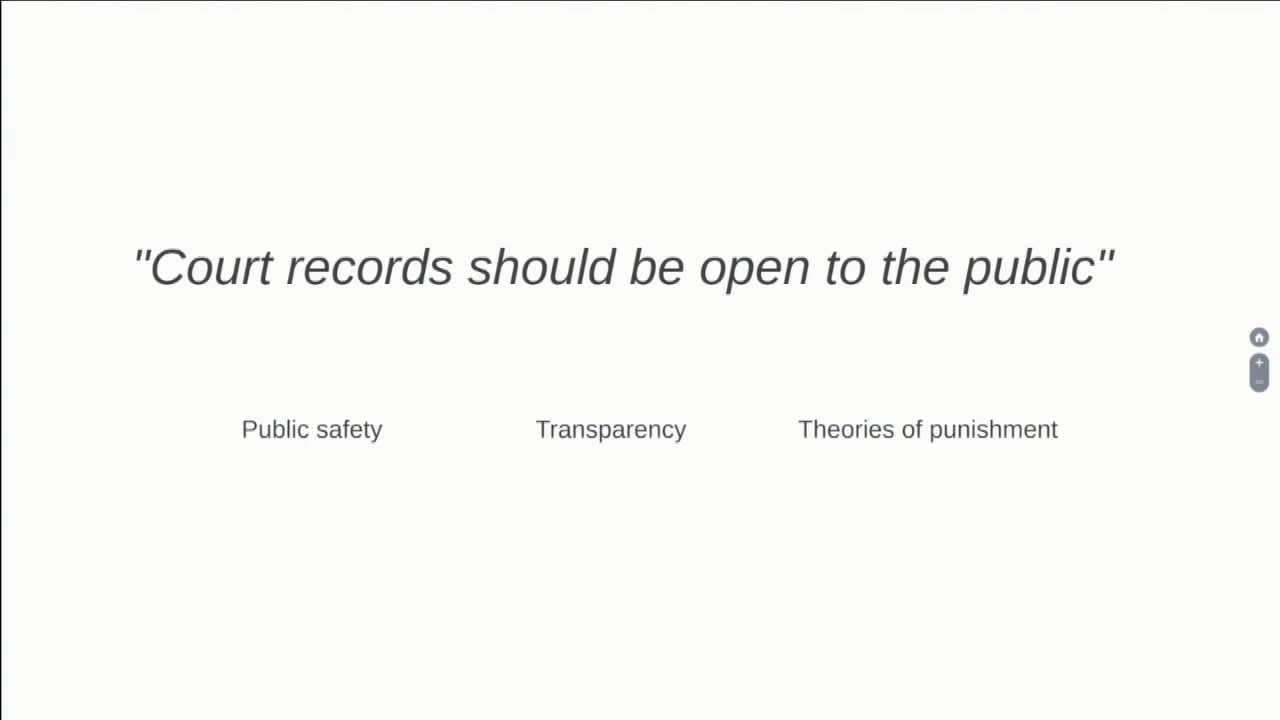 "Court records should be open to the public"
Public safety
Transparency
Theories of punishment